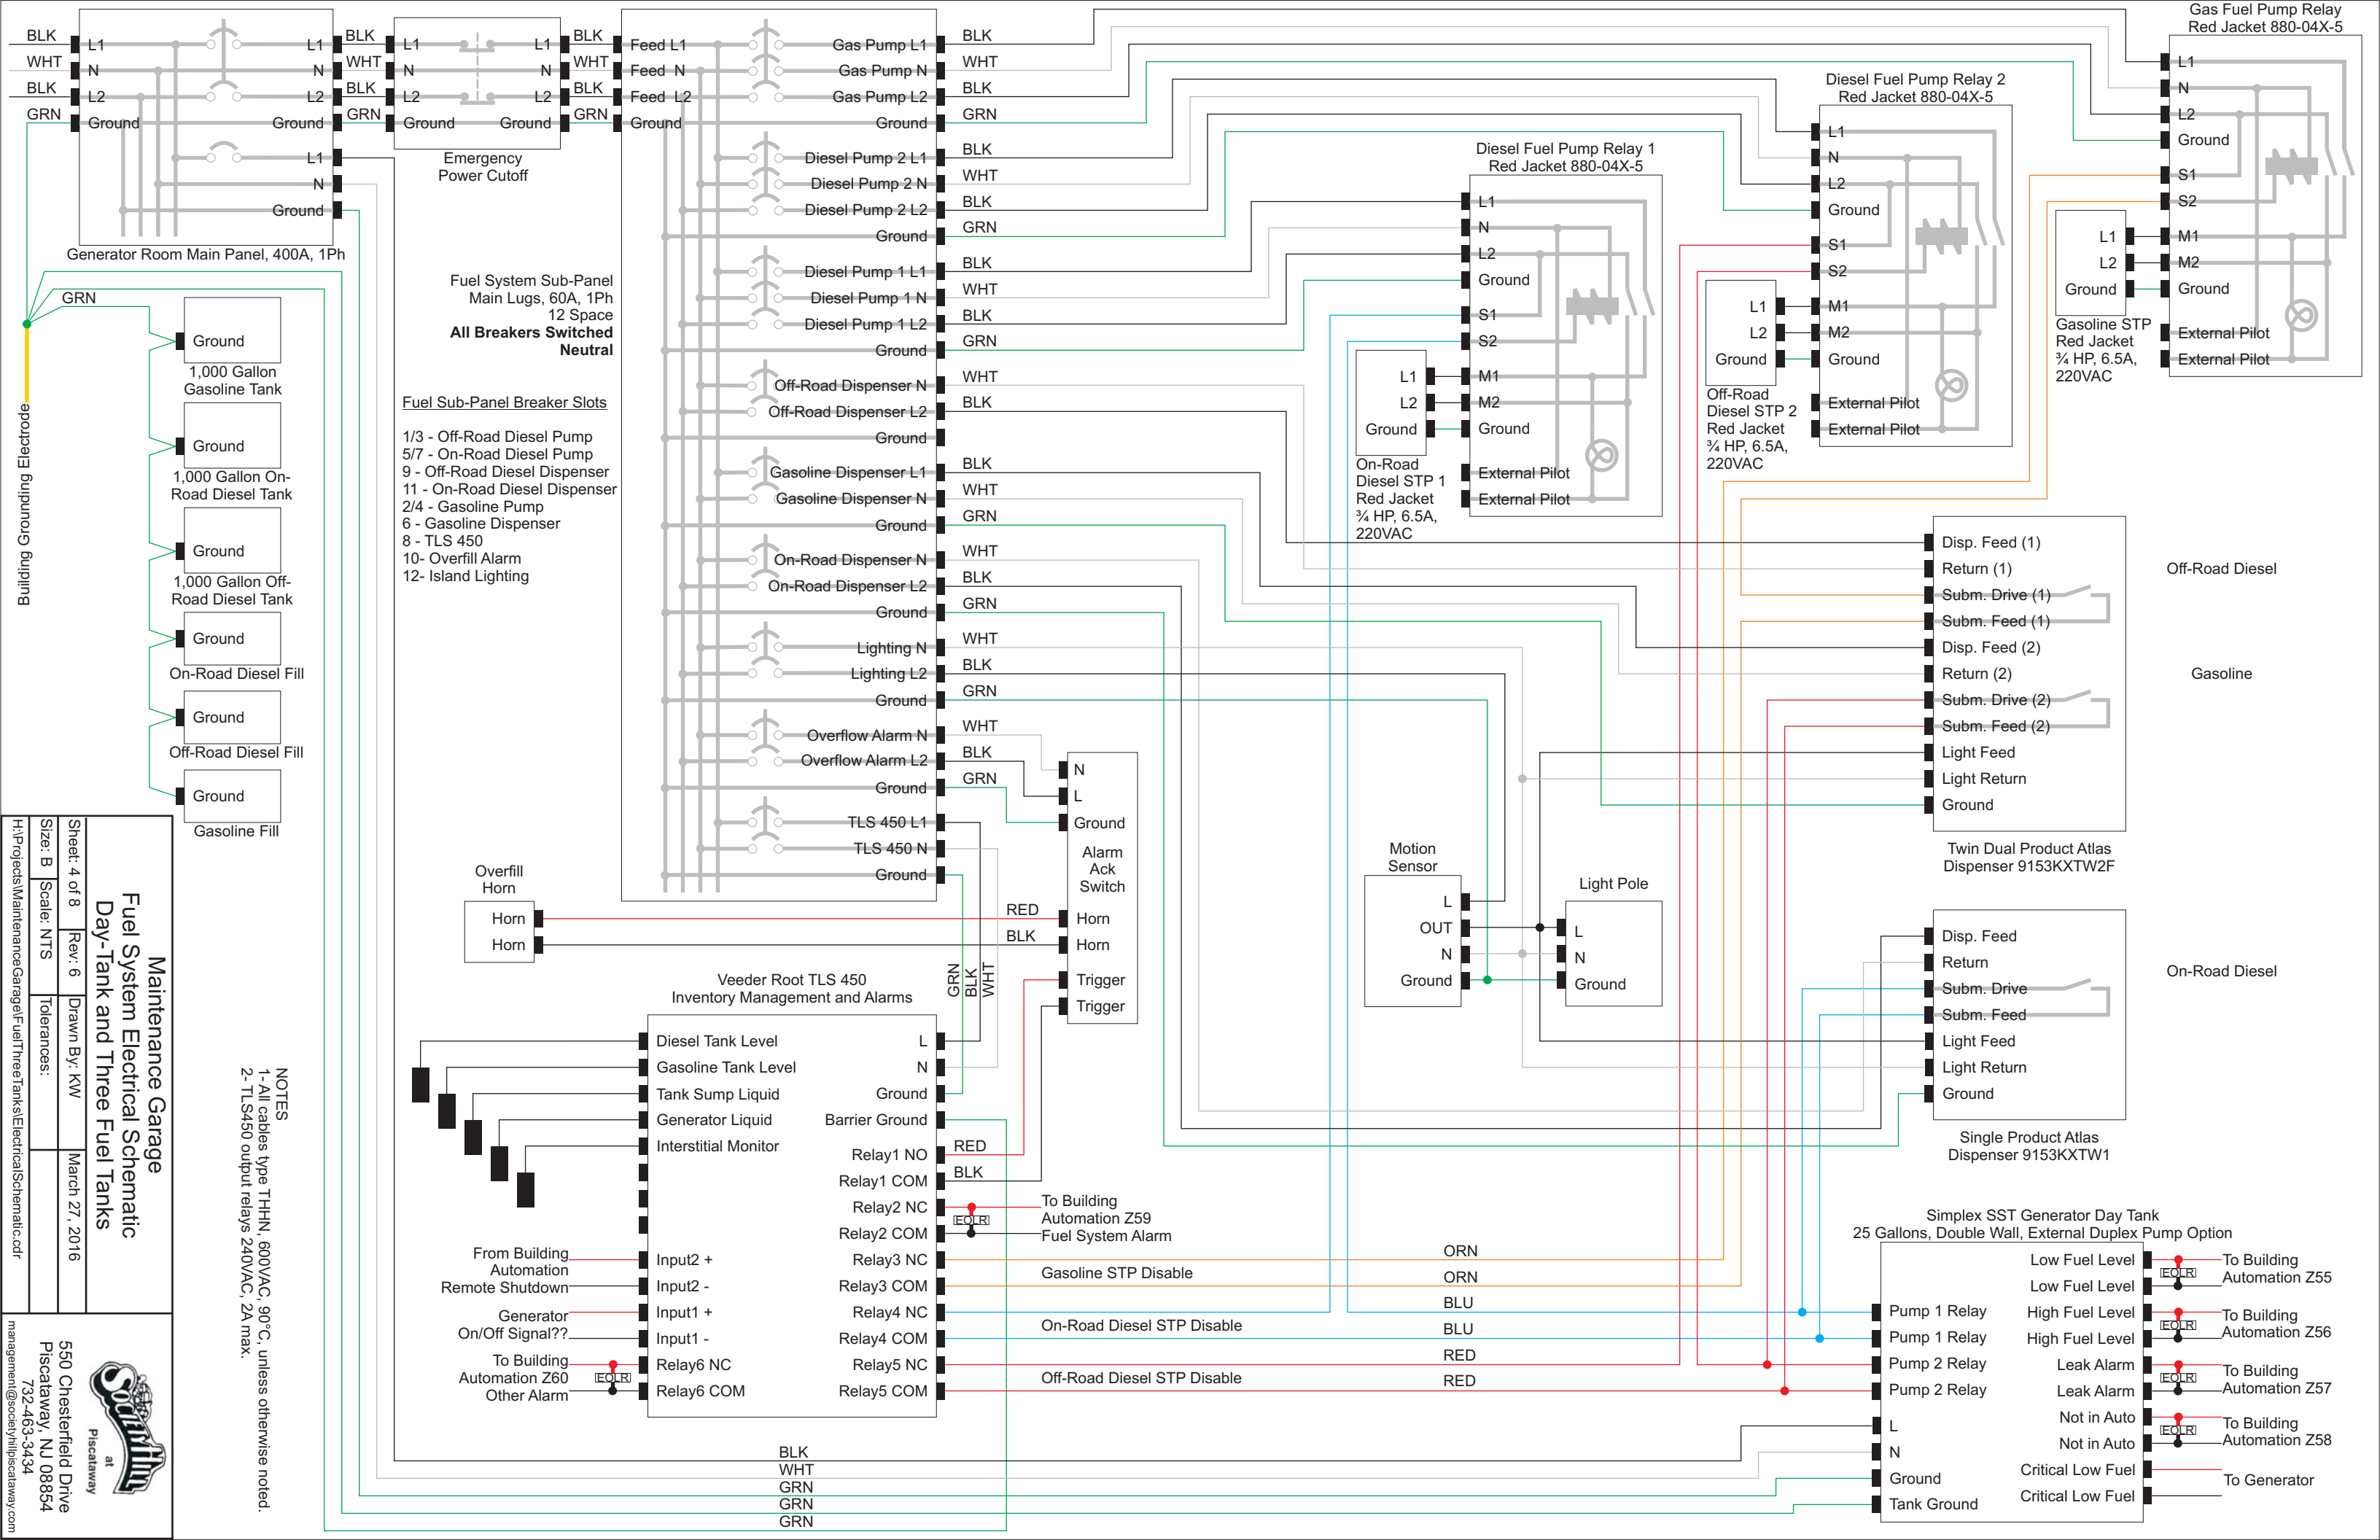 BLK
WHT
BLK
GRN
L1
N
L2
Ground
L1
N
L2
Ground
L1
N
Ground
Generator Room Main Panel, 400A, 1Ph
BLK
WHT
BLK
GRN
L1
N
L2
Ground
L1
N
L2
Ground
Emergency
Power Cutoff
BLK
WHT
BLK
GRN
Feed L1
Feed N
Feed L2
Ground
Gas Pump L1
Gas Pump N
Gas Pump L2
Ground
Diesel Pump 2 L1
Diesel Pump 2 N
Diesel Pump 2 L2
Ground
Diesel Pump 1 L1
Diesel Pump 1 N
Diesel Pump 1 L2
Ground
Off-Road Dispenser N
Off-Road Dispenser L2
Ground
Gasoline Dispenser L1
Gasoline Dispenser N
Ground
On-Road Dispenser N
On-Road Dispenser L2
Ground
Lighting N
Lighting L2
Ground
Overflow Alarm N
Overflow Alarm L2
Ground
TLS 450 L1
TLS 450 N
Ground
BLK
WHT
BLK
GRN
BLK
WHT
BLK
GRN
BLK
WHT
BLK
GRN
WHT
BLK
BLK
WHT
GRN
WHT
BLK
GRN
WHT
BLK
GRN
WHT
BLK
GRN
GRN
BLK
WHT
Fuel System Sub-Panel
Main Lugs, 60A, 1Ph
12 Space
All Breakers Switched
Neutral
Fuel Sub-Panel Breaker Slots
1/3 - Off-Road Diesel Pump
5/7 - On-Road Diesel Pump
9 - Off-Road Diesel Dispenser
11 - On-Road Diesel Dispenser
2/4 - Gasoline Pump
6 - Gasoline Dispenser
8 - TLS 450
10- Overfill Alarm
12- Island Lighting
GRN
Building Grounding Electrode
Ground
1,000 Gallon
Gasoline Tank
Ground
1,000 Gallon On-
Road Diesel Tank
Ground
1,000 Gallon Off-
Road Diesel Tank
Ground
On-Road Diesel Fill
Ground
Off-Road Diesel Fill
Ground
Gasoline Fill
Gas Fuel Pump Relay
Red Jacket 880-04X-5
L1
N
L2
Ground
S1
S2
M1
M2
Ground
External Pilot
External Pilot
L1
L2
Ground
Gasoline STP
Red Jacket
¾ HP, 6.5A,
220VAC
Diesel Fuel Pump Relay 2
Red Jacket 880-04X-5
L1
N
L2
Ground
S1
S2
M1
M2
Ground
External Pilot
External Pilot
L1
L2
Ground
Off-Road
Diesel STP 2
Red Jacket
¾ HP, 6.5A,
220VAC
Diesel Fuel Pump Relay 1
Red Jacket 880-04X-5
L1
N
L2
Ground
S1
S2
M1
M2
Ground
External Pilot
External Pilot
L1
L2
Ground
On-Road
Diesel STP 1
Red Jacket
¾ HP, 6.5A,
220VAC
Disp. Feed (1)
Return (1)
Subm. Drive (1)
Subm. Feed (1)
Disp. Feed (2)
Return (2)
Subm. Drive (2)
Subm. Feed (2)
Light Feed
Light Return
Ground
Off-Road Diesel
Gasoline
Twin Dual Product Atlas
Dispenser 9153KXTW2F
Disp. Feed
Return
Subm. Drive
Subm. Feed
Light Feed
Light Return
Ground
On-Road Diesel
Single Product Atlas
Dispenser 9153KXTW1
Motion
Sensor
L
OUT
N
Ground
Light Pole
L
N
Ground
N
L
Ground
Alarm
Ack
Switch
Horn
Horn
Trigger
Trigger
Overfill
Horn
Horn
Horn
RED
BLK
Veeder Root TLS 450
Inventory Management and Alarms
Diesel Tank Level
Gasoline Tank Level
Tank Sump Liquid
Generator Liquid
Interstitial Monitor
Input2 +
Input2 -
Input1 +
Input1 -
Relay6 NC
Relay6 COM
L
N
Ground
Barrier Ground
Relay1 NO
Relay1 COM
Relay2 NC
Relay2 COM
Relay3 NC
Relay3 COM
Relay4 NC
Relay4 COM
Relay5 NC
Relay5 COM
From Building
Automation
Remote Shutdown
Generator
On/Off Signal??
To Building
Automation Z60
Other Alarm
EOLR
RED
BLK
EOLR
To Building
Automation Z59
Fuel System Alarm
Gasoline STP Disable
On-Road Diesel STP Disable
Off-Road Diesel STP Disable
ORN
ORN
BLU
BLU
RED
RED
BLK
WHT
GRN
GRN
GRN
Simplex SST Generator Day Tank
25 Gallons, Double Wall, External Duplex Pump Option
Pump 1 Relay
Pump 1 Relay
Pump 2 Relay
Pump 2 Relay
L
N
Ground
Tank Ground
Low Fuel Level
Low Fuel Level
High Fuel Level
High Fuel Level
Leak Alarm
Leak Alarm
Not in Auto
Not in Auto
Critical Low Fuel
Critical Low Fuel
EOLR
To Building
Automation Z55
EOLR
To Building
Automation Z56
EOLR
To Building
Automation Z57
EOLR
To Building
Automation Z58
To Generator
NOTES
1- All cables type THHN, 600VAC, 90°C, unless otherwise noted.
2- TLS450 output relays 240VAC, 2A max.
Maintenance Garage
Fuel System Electrical Schematic
Day-Tank and Three Fuel Tanks
Sheet: 4 of 8
Rev: 6
Drawn By: KW
March 27, 2016
Size: B
Scale: NTS
Tolerances:
H:\Projects\MaintenanceGarage\FuelThreeTanks\ElectricalSchematic.cdr
SOCIETY HILL
at
Piscataway
550 Chesterfield Drive
Piscataway, NJ 08854
732-463-3434
management@societyhillpiscataway.com